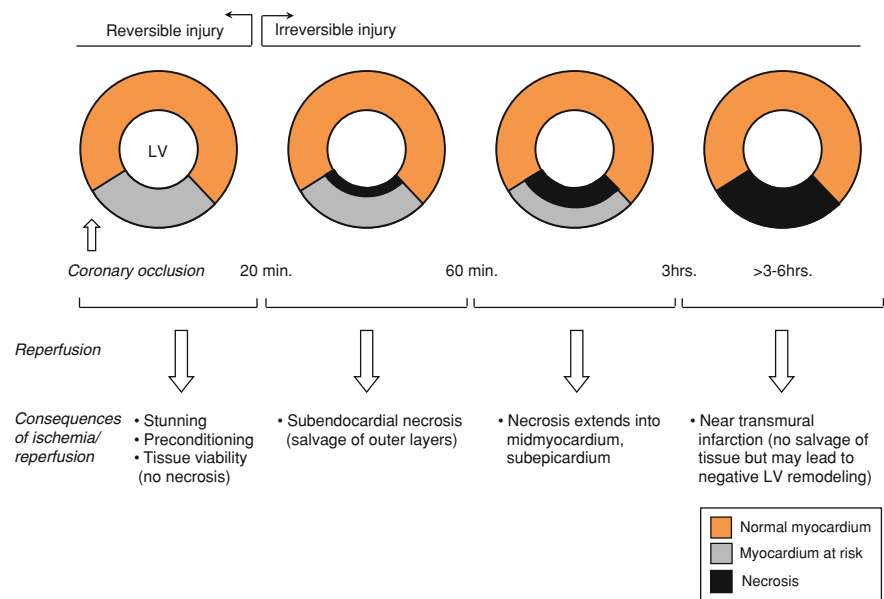 Reversible injury
Irreversible injury
LV
Coronary occlusion
20 min.
60 min.
3hrs.
>3-6hrs.
Reperfusion
Consequences
of ischemia/
reperfusion
• Stunning
• Preconditioning
• Tissue viability
(no necrosis)
• Subendocardial necrosis
(salvage of outer layers)
• Necrosis extends into
midmyocardium,
subepicardium
• Near transmural
infarction (no salvage of
tissue but may lead to
negative LV remodeling)
Normal myocardium
Myocardium at risk
Necrosis